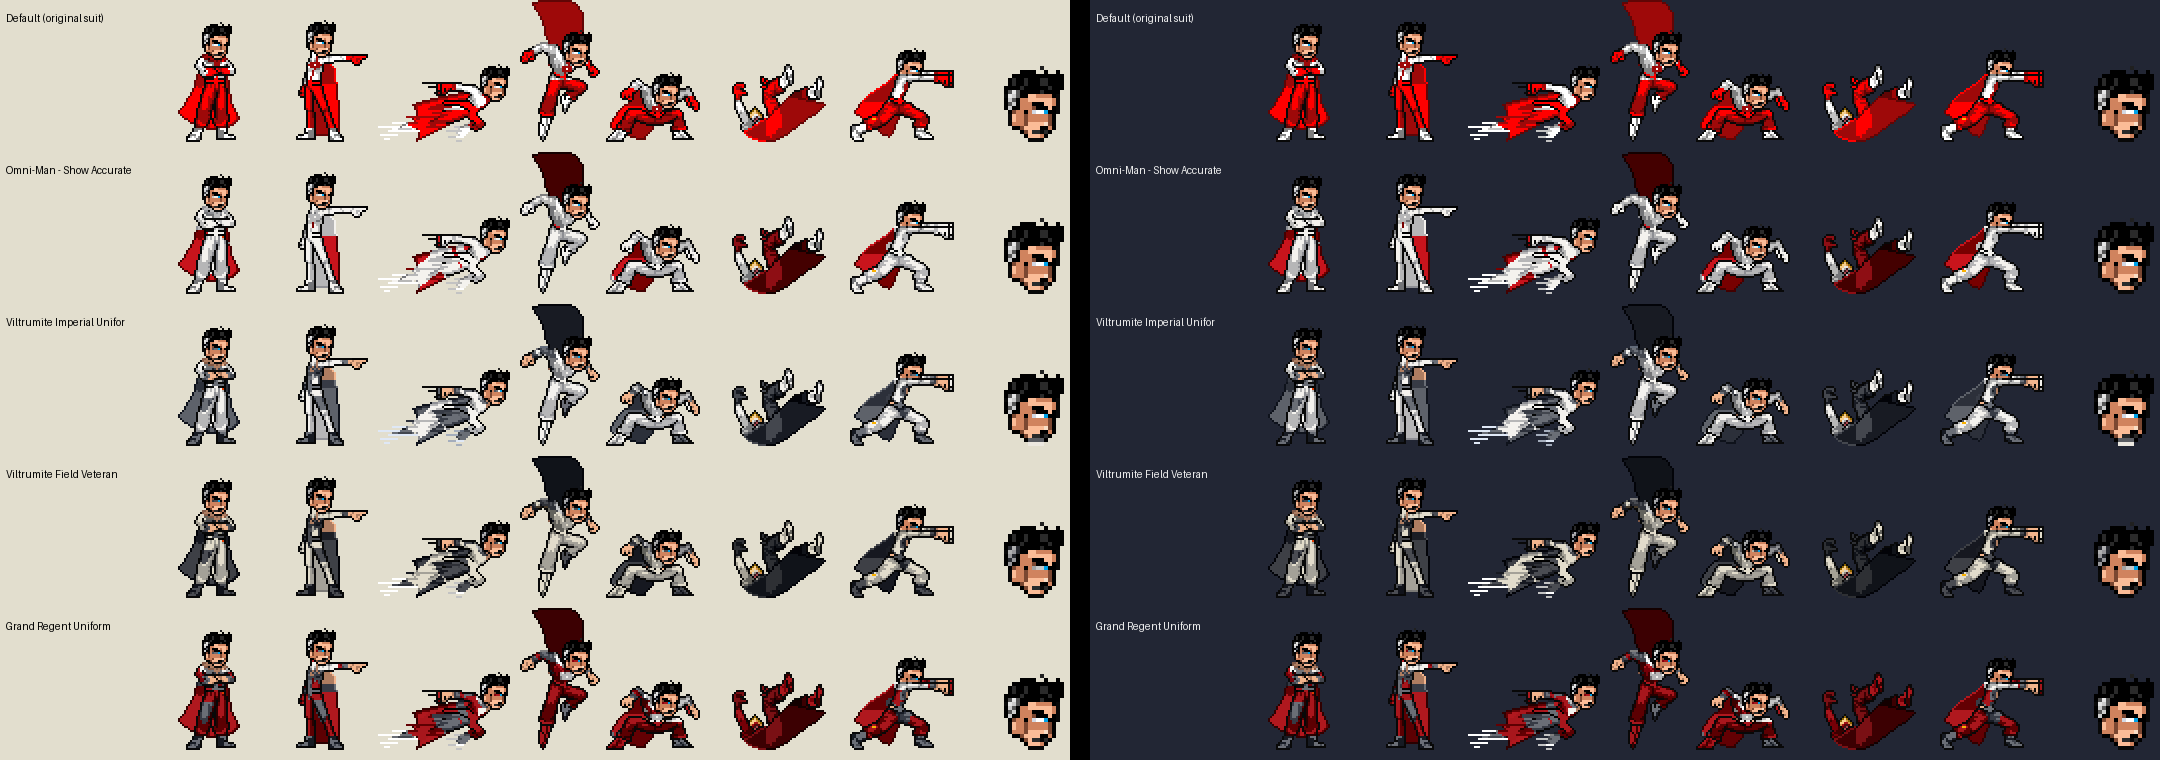 Default (original suit)
Default (original suit)
Omni-Man - Show Accurate
Omni-Man - Show Accurate
Viltrumite Imperial Unifor
Viltrumite Imperial Unifor
Viltrumite Field Veteran
Viltrumite Field Veteran
Grand Regent Uniform
Grand Regent Uniform